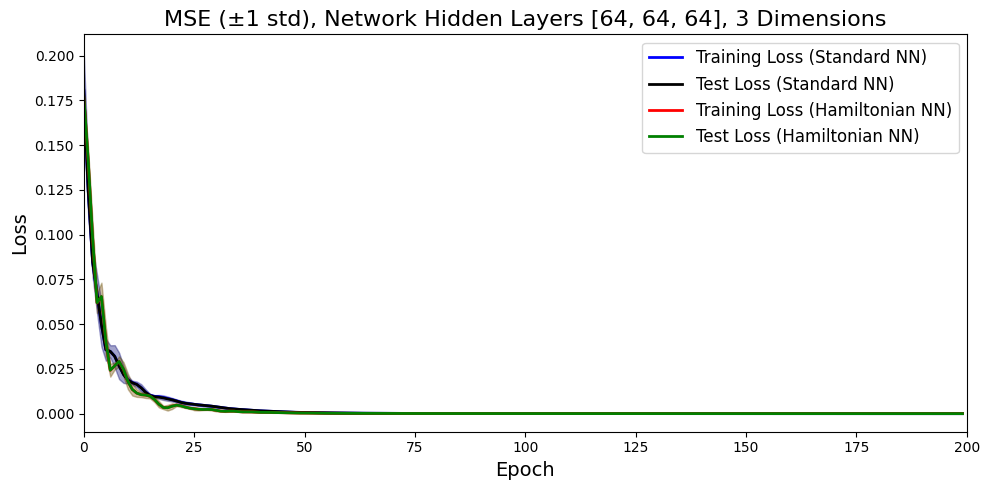 MSE (±1 std), Network Hidden Layers [64, 64, 64], 3 Dimensions
Training Loss (Standard NN)
Test Loss (Standard NN)
Training Loss (Hamiltonian NN)
Test Loss (Hamiltonian NN)
Loss
0.200
0.175
0.150
0.125
0.100
0.075
0.050
0.025
0.000
0 25 50 75 100 125 150 175 200
Epoch